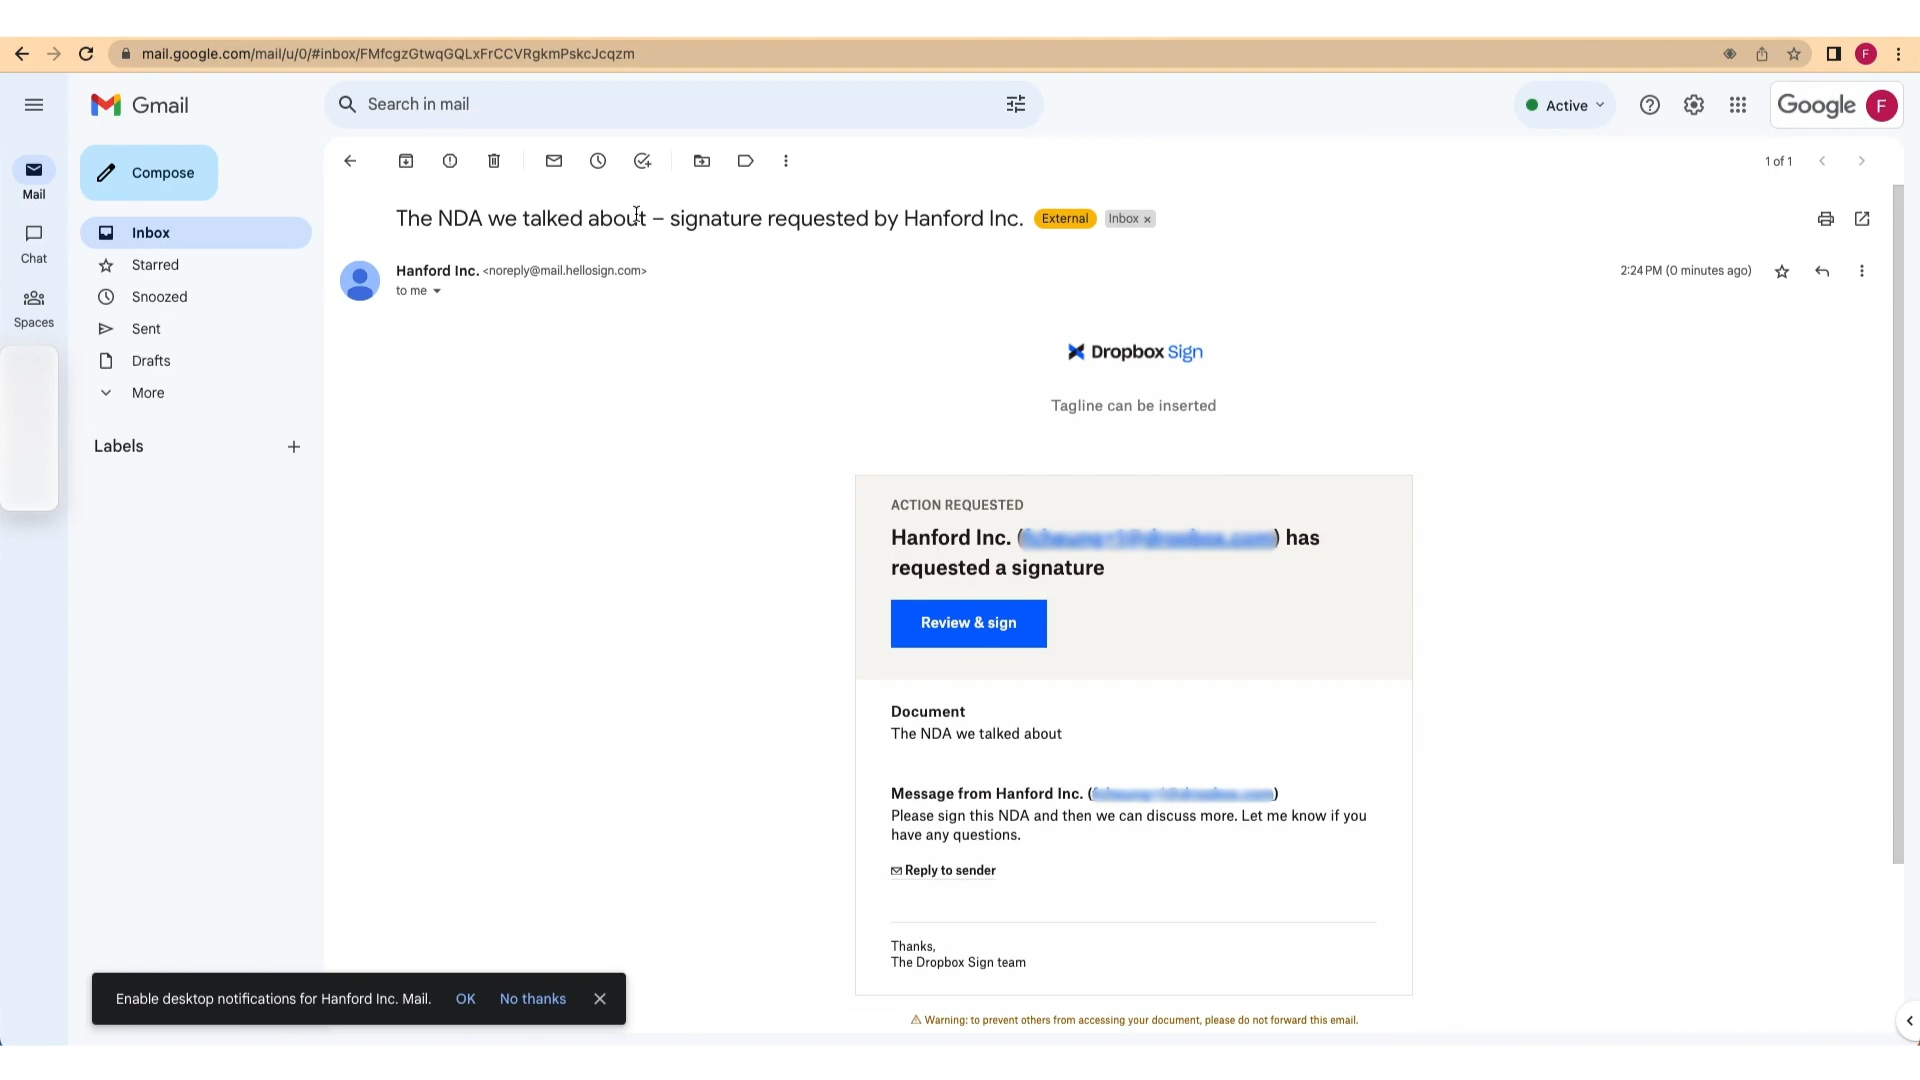 mail.google.com/mail/u/0/#inbox/FMfcgzGtwqGQLxFrCCVRgkmPskcJcqzm
F
Gmail
Search in mail
Active
Google
F
Mail
Chat
Spaces
Compose
Inbox
Starred
Snoozed
Sent
Drafts
More
Labels
1 of 1
The NDA we talked about – signature requested by Hanford Inc.
External
Inbox ×
Hanford Inc. <noreply@mail.hellosign.com>
to me
2:24 PM (0 minutes ago)
Dropbox Sign
Tagline can be inserted
ACTION REQUESTED
Hanford Inc. () has
requested a signature
Review & sign
Document
The NDA we talked about
Message from Hanford Inc. ()
Please sign this NDA and then we can discuss more. Let me know if you
have any questions.
Reply to sender
Thanks,
The Dropbox Sign team
Warning: to prevent others from accessing your document, please do not forward this email.
Enable desktop notifications for Hanford Inc. Mail. OK No thanks